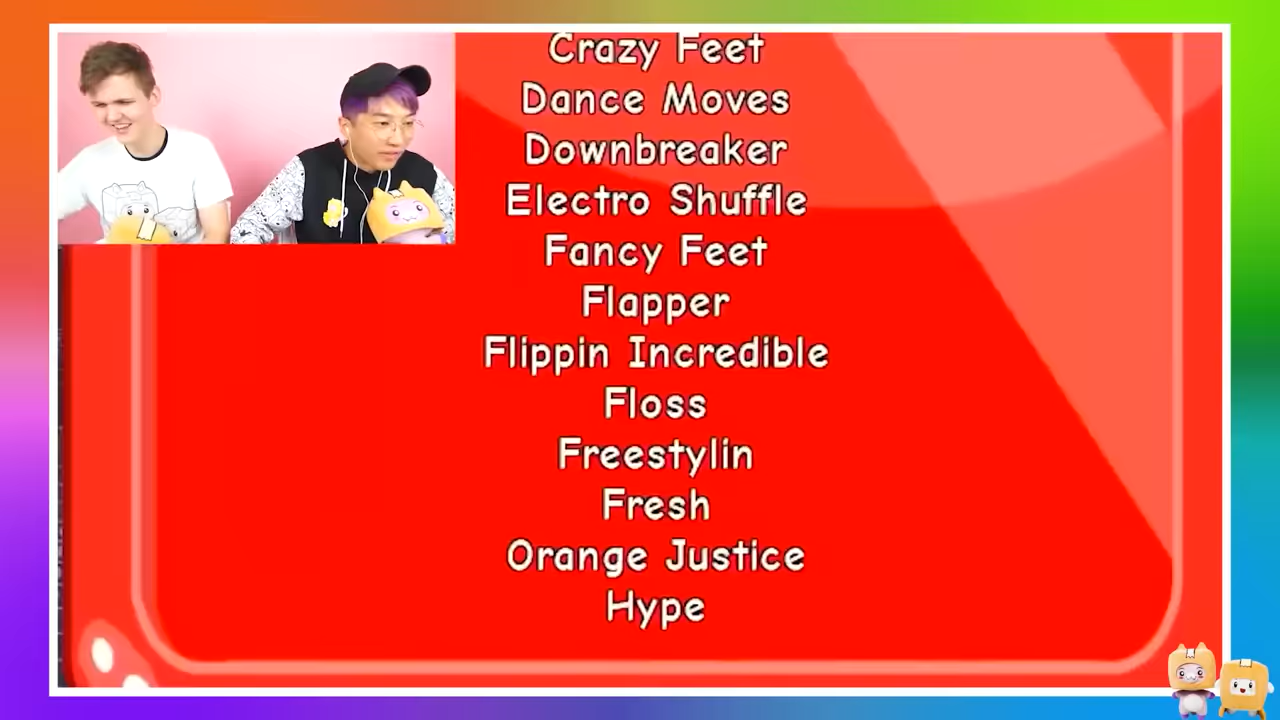 Crazy Feet
Dance Moves
Downbreaker
Electro Shuffle
Fancy Feet
Flapper
Flippin Incredible
Floss
Freestylin
Fresh
Orange Justice
Hype